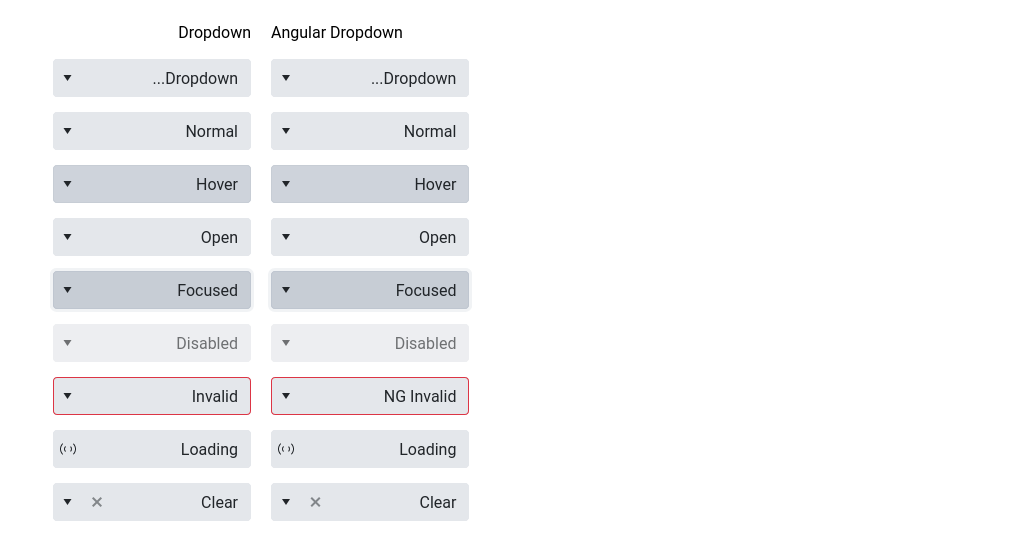 Dropdown Angular Dropdown
...Dropdown ...Dropdown
Normal Normal
Hover Hover
Open Open
Focused Focused
Disabled Disabled
Invalid NG Invalid
Loading Loading
Clear Clear